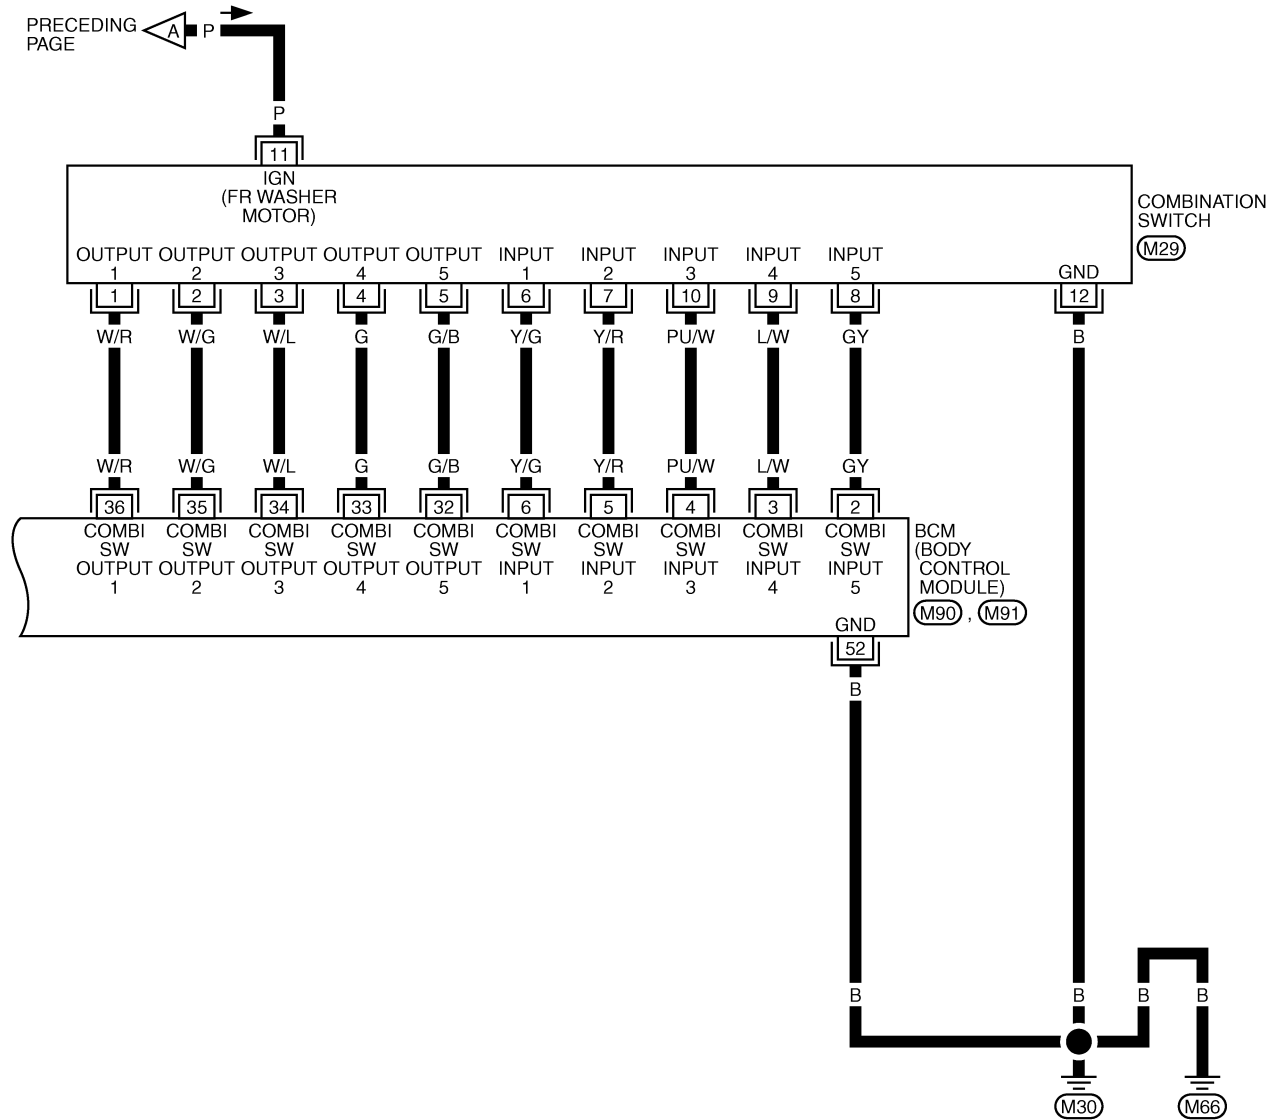 PRECEDING
PAGE
A
P
P
11
IGN
(FR WASHER
MOTOR)
COMBINATION
SWITCH
M29
OUTPUT OUTPUT OUTPUT OUTPUT OUTPUT INPUT INPUT INPUT INPUT INPUT
1 2 3 4 5 1 2 3 4 5 GND
1 2 3 4 5 6 7 10 9 8 12
W/R W/G W/L G G/B Y/G Y/R PU/W L/W GY B
W/R W/G W/L G G/B Y/G Y/R PU/W L/W GY
36 35 34 33 32 6 5 4 3 2
COMBI COMBI COMBI COMBI COMBI COMBI COMBI COMBI COMBI COMBI
SW SW SW SW SW SW SW SW SW SW
OUTPUT OUTPUT OUTPUT OUTPUT OUTPUT INPUT INPUT INPUT INPUT INPUT
1 2 3 4 5 1 2 3 4 5
BCM
(BODY
CONTROL
MODULE)
M90 , M91
GND
52
B
B B B B
M30 M66